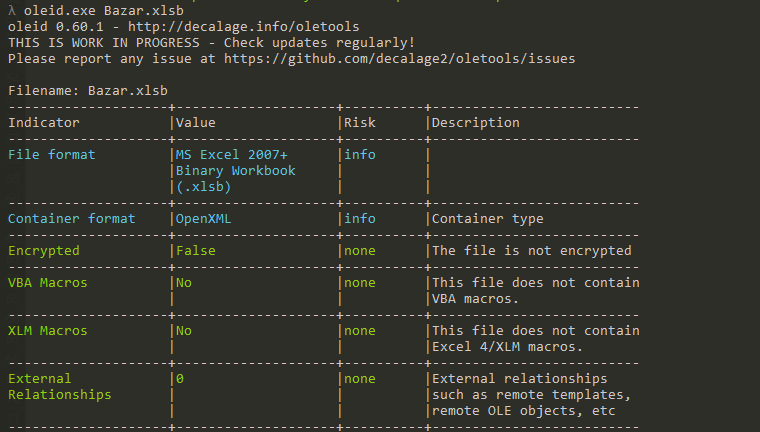 λ oleid.exe Bazar.xlsb
oleid 0.60.1 - http://decalage.info/oletools
THIS IS WORK IN PROGRESS - Check updates regularly!
Please report any issue at https://github.com/decalage2/oletools/issues

Filename: Bazar.xlsb
--------------------+--------------------+----------+--------------------------
Indicator           |Value               |Risk      |Description
--------------------+--------------------+----------+--------------------------
File format         |MS Excel 2007+      |info      |
                    |Binary Workbook     |          |
                    |(.xlsb)             |          |
--------------------+--------------------+----------+--------------------------
Container format    |OpenXML             |info      |Container type
--------------------+--------------------+----------+--------------------------
Encrypted           |False               |none      |The file is not encrypted
--------------------+--------------------+----------+--------------------------
VBA Macros          |No                  |none      |This file does not contain
                    |                    |          |VBA macros.
--------------------+--------------------+----------+--------------------------
XLM Macros          |No                  |none      |This file does not contain
                    |                    |          |Excel 4/XLM macros.
--------------------+--------------------+----------+--------------------------
External            |0                   |none      |External relationships
Relationships       |                    |          |such as remote templates,
                    |                    |          |remote OLE objects, etc
--------------------+--------------------+----------+--------------------------